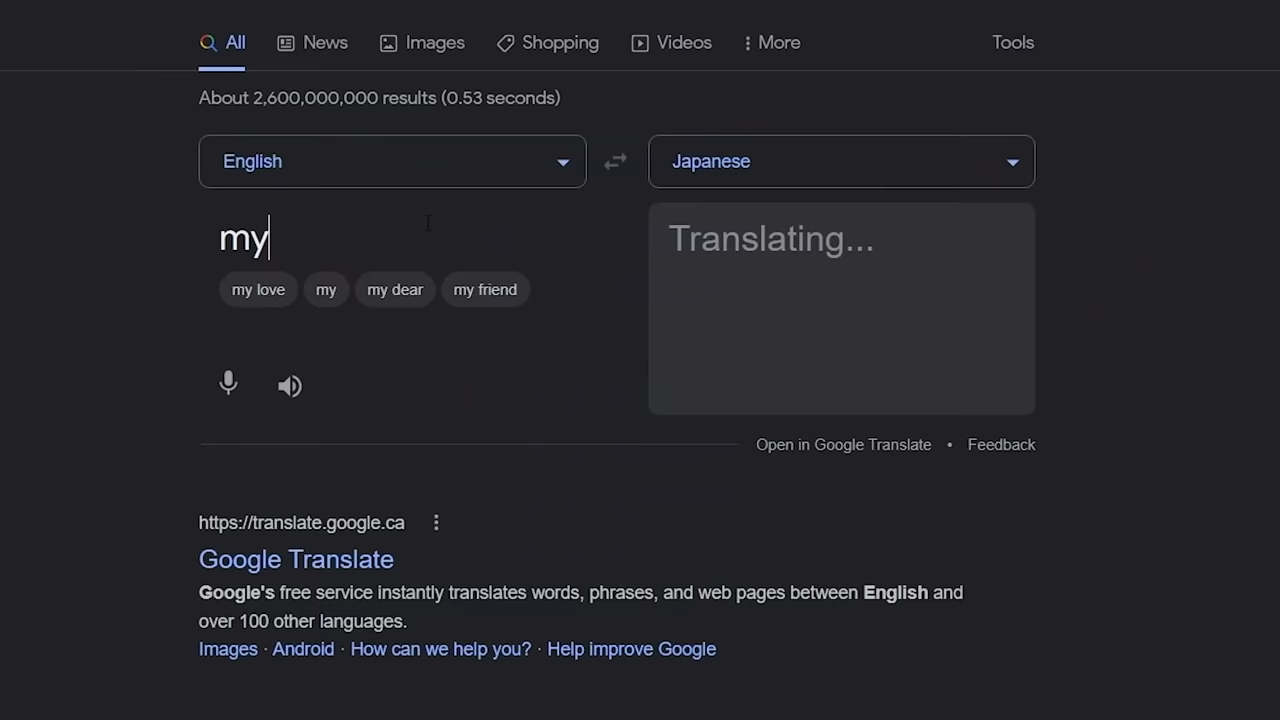 All News Images Shopping Videos More Tools
About 2,600,000,000 results (0.53 seconds)
English Japanese
my Translating...
my love my my dear my friend
Open in Google Translate • Feedback
https://translate.google.ca
Google Translate
Google's free service instantly translates words, phrases, and web pages between English and
over 100 other languages.
Images · Android · How can we help you? · Help improve Google